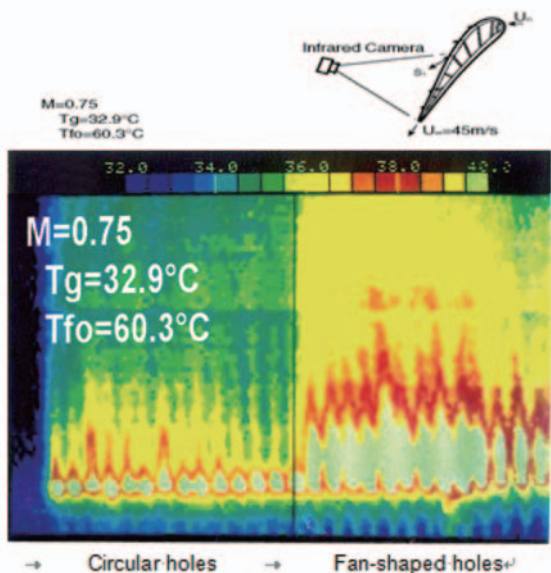 U∞
Infrared Camera
M=0.75
Tg=32.9°C
Tfo=60.3°C
U∞=45m/s
32.0 34.0 36.0 38.0 40.0
M=0.75
Tg=32.9°C
Tfo=60.3°C
→ Circular holes → Fan-shaped holes↵